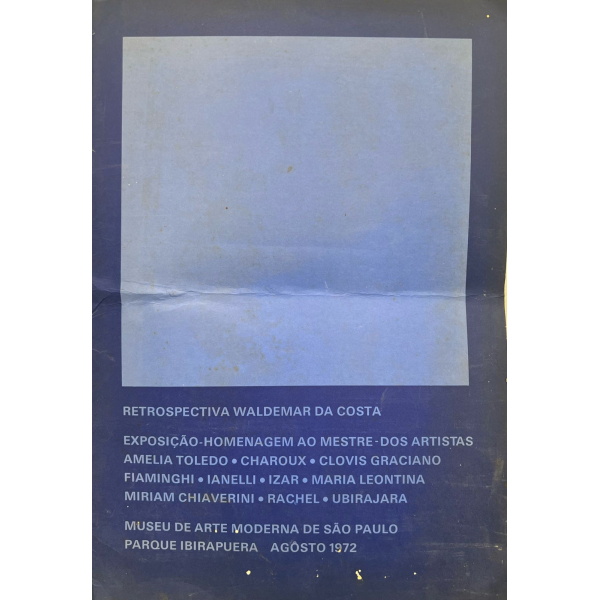 RETROSPECTIVA WALDEMAR DA COSTA
EXPOSIÇÃO-HOMENAGEM AO MESTRE-DOS ARTISTAS
AMELIA TOLEDO • CHAROUX • CLOVIS GRACIANO
FIAMINGHI • IANELLI • IZAR • MARIA LEONTINA
MIRIAM CHIAVERINI • RACHEL • UBIRAJARA
MUSEU DE ARTE MODERNA DE SÃO PAULO
PARQUE IBIRAPUERA AGOSTO 1972